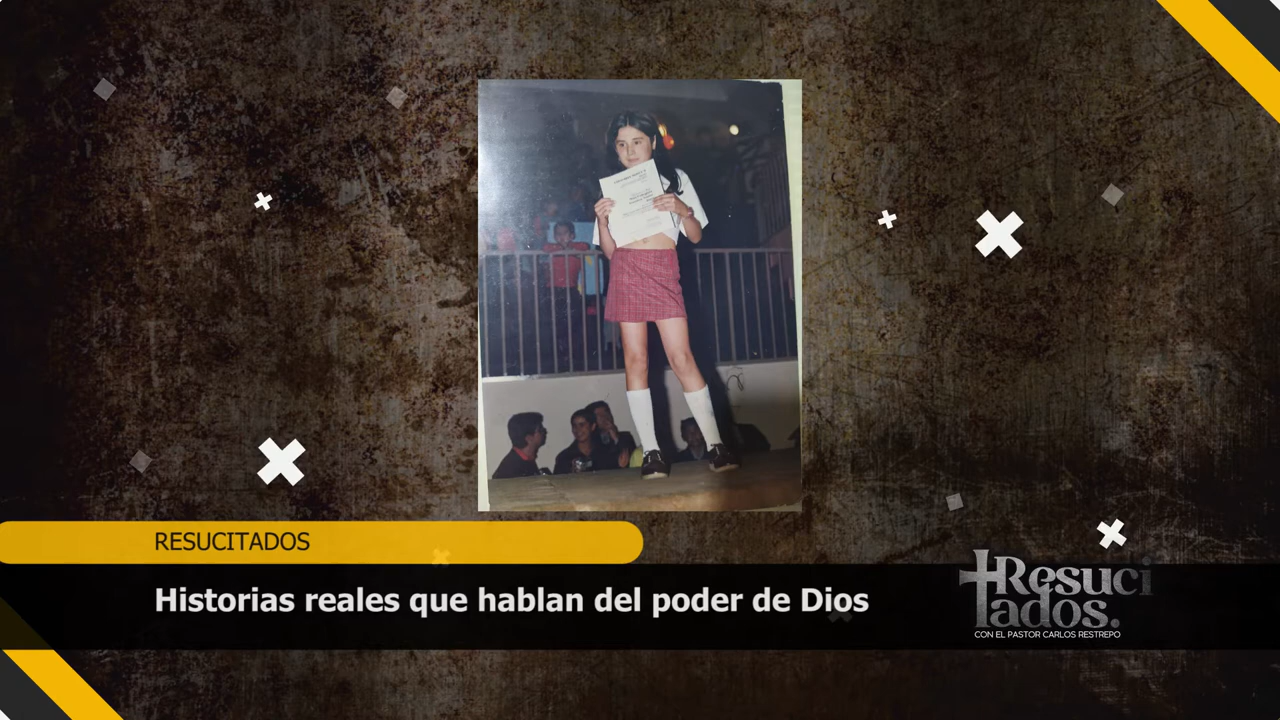 RESUCITADOS
Historias reales que hablan del poder de Dios
Resuci
tados.
CON EL PASTOR CARLOS RESTREPO